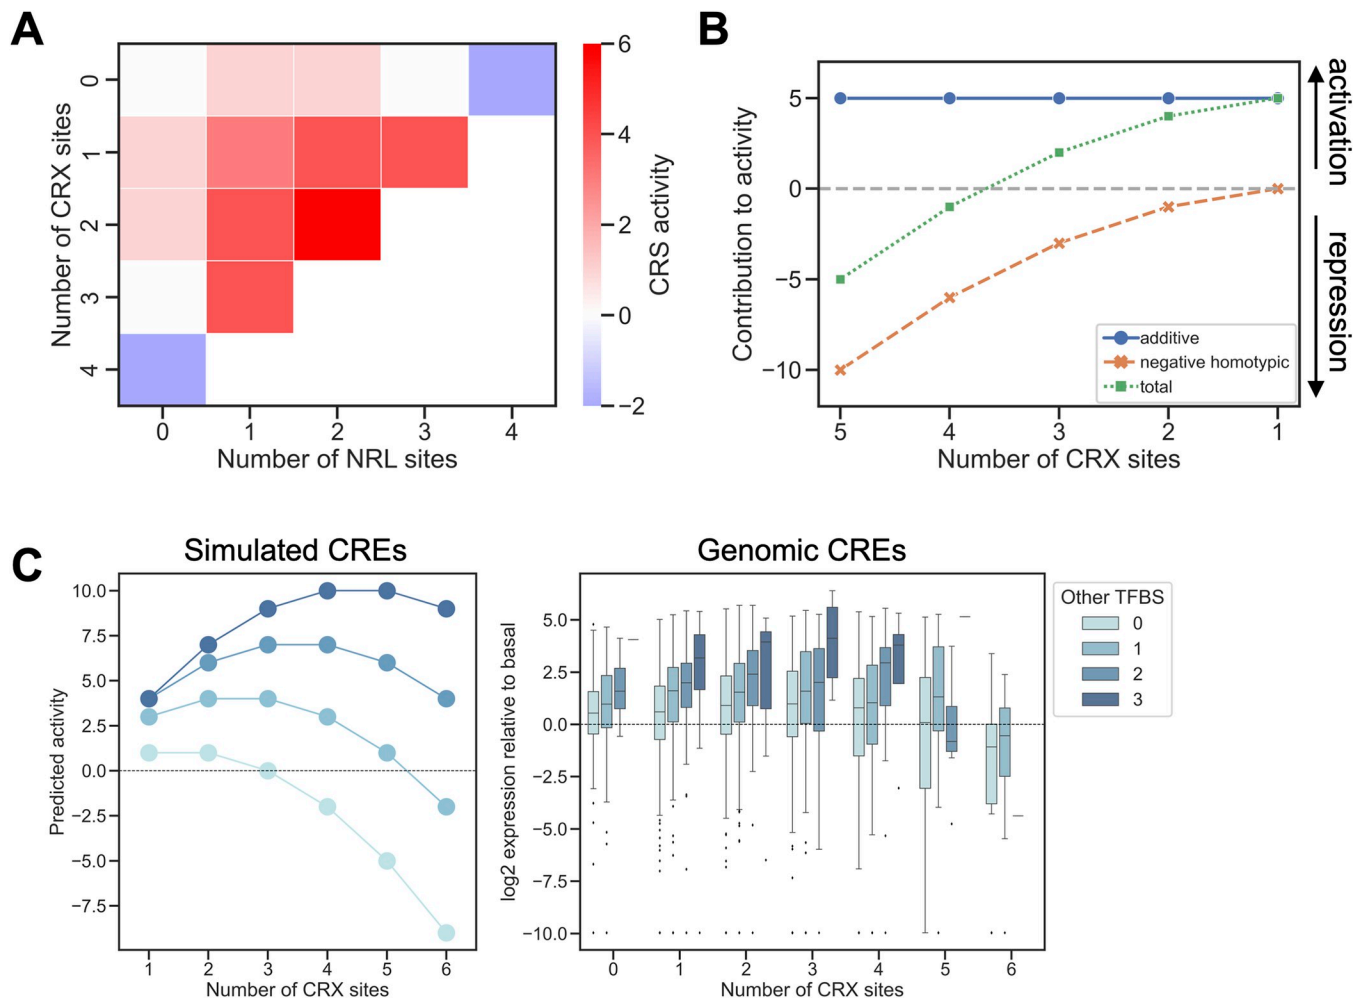 A
0
1
2
3
4
Number of CRX sites
0
1
2
3
4
Number of NRL sites
6
4
2
0
−2
CRS activity
B
5
0
−5
−10
Contribution to activity
5
4
3
2
1
Number of CRX sites
additive
negative homotypic
total
activation
repression
C
Simulated CREs
10.0
7.5
5.0
2.5
0.0
−2.5
−5.0
−7.5
Predicted activity
1
2
3
4
5
6
Number of CRX sites
Genomic CREs
5.0
2.5
0.0
−2.5
−5.0
−7.5
−10.0
log2 expression relative to basal
0
1
2
3
4
5
6
Number of CRX sites
Other TFBS
0
1
2
3